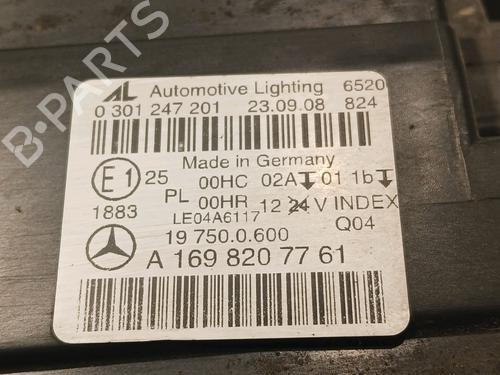 B-PARTS
AL Automotive Lighting 6520
0 301 247 201 23.09.08 824
Made in Germany
E1 25 00HC 02A 01 1b
PL 00HR 12 24 V INDEX
1883 LE04A6117 Q04
19 750.0.600
A 169 820 77 61